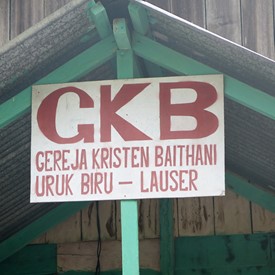 GKB
GEREJA KRISTEN BAITHANI
URUK BIRU – LAUSER